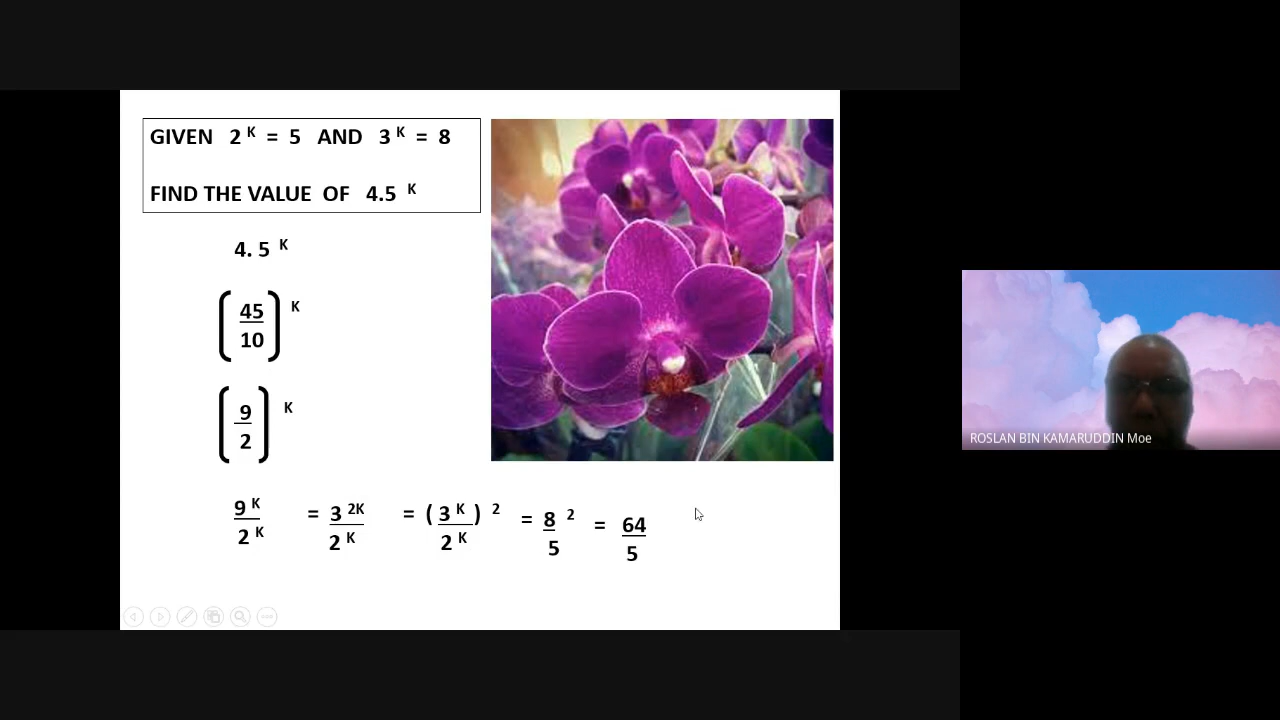 GIVEN 2 K = 5 AND 3 K = 8
FIND THE VALUE OF 4.5 K
4. 5 K
45 K
10
9 K
2
9 K = 3 2K = ( 3 K ) 2 = 8 2 = 64
2 K 2 K 2 K 5 5
ROSLAN BIN KAMARUDDIN Moe